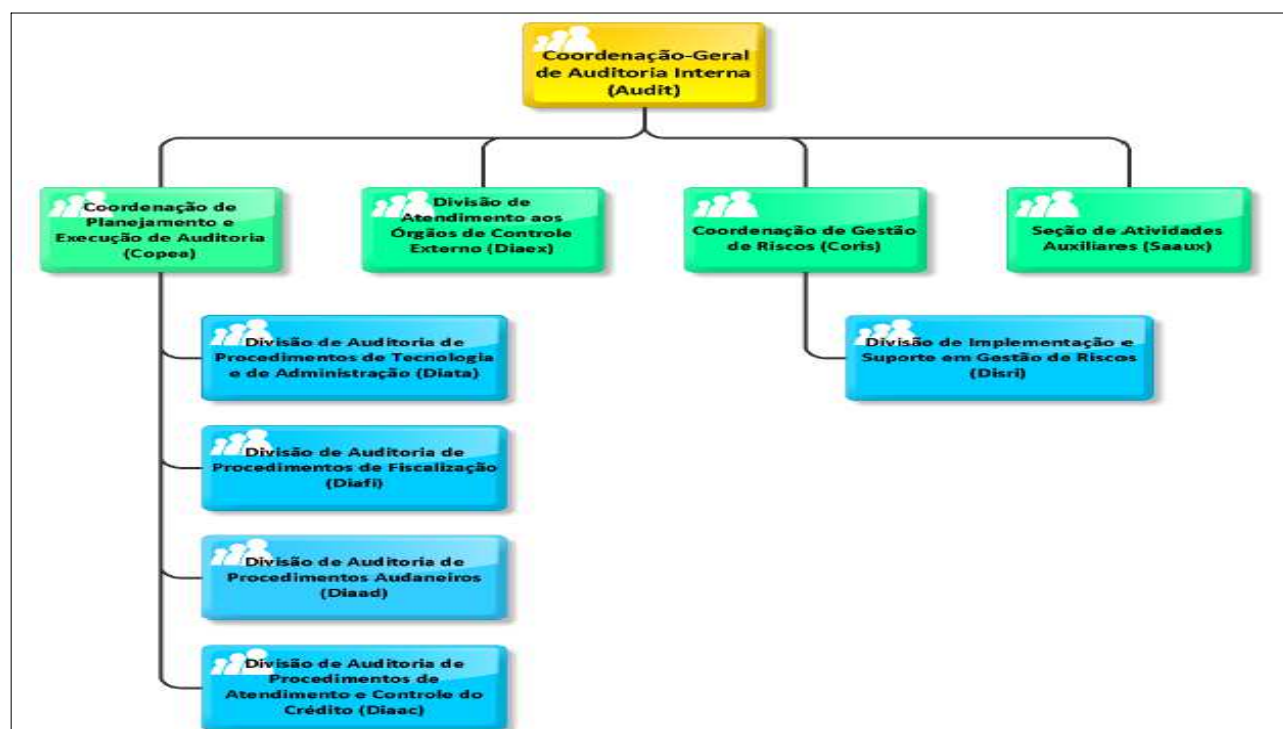 Coordenação-Geral
de Auditoria Interna
(Audit)
Coordenação de
Planejamento e
Execução de Auditoria
(Copea)
Divisão de
Atendimento aos
Órgãos de Controle
Externo (Diaex)
Coordenação de Gestão
de Riscos (Coris)
Seção de Atividades
Auxiliares (Saaux)
Divisão de Auditoria de
Procedimentos de Tecnologia
e de Administração (Diata)
Divisão de Implementação e
Suporte em Gestão de Riscos
(Disri)
Divisão de Auditoria de
Procedimentos de Fiscalização
(Diafi)
Divisão de Auditoria de
Procedimentos Audaneiros
(Diaad)
Divisão de Auditoria de
Procedimentos de
Atendimento e Controle do
Crédito (Diaac)